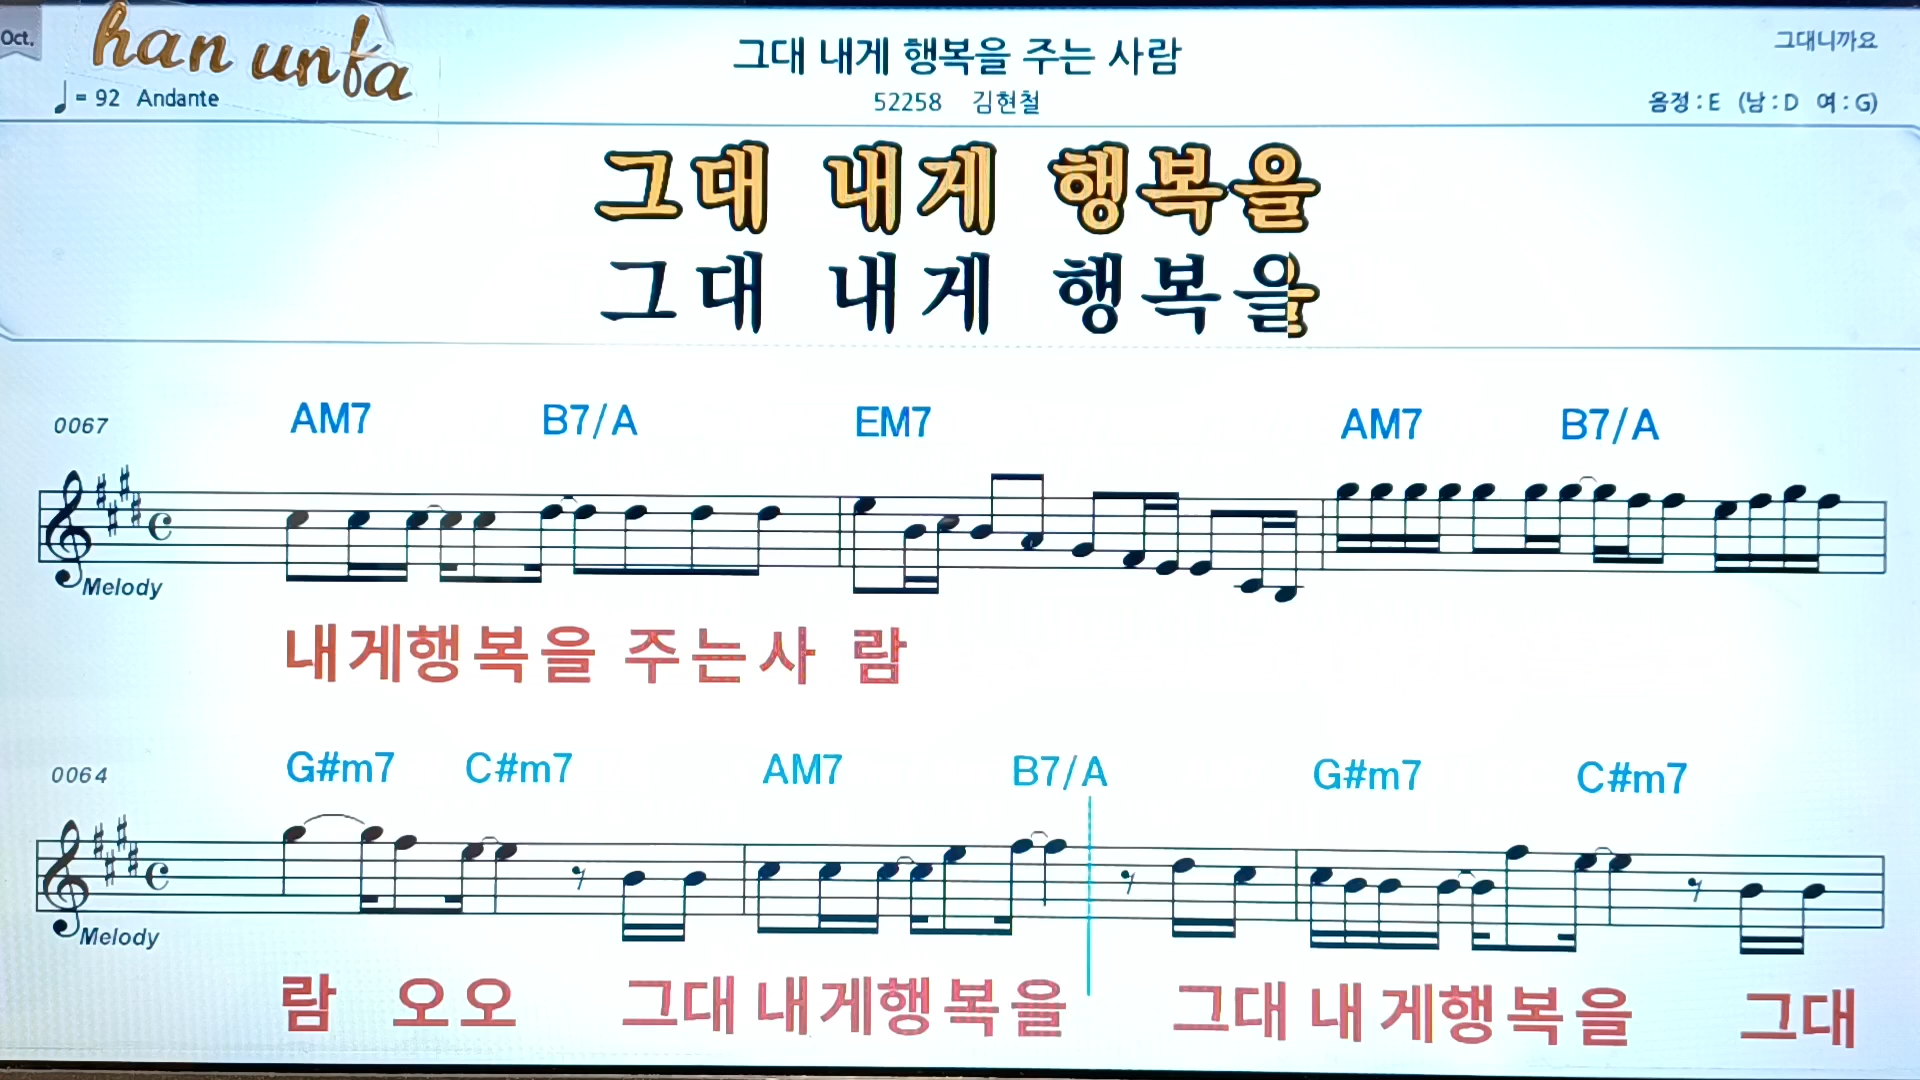 Oct.
han unfa
그대 내게 행복을 주는 사람
그대니까요
♩= 92 Andante
52258 김현철
음정 : E (남 : D 여 : G)
그대 내게 행복을
그대 내게 행복을
0067
AM7 B7/A EM7 AM7 B7/A
Melody
내게행복을 주는사 람
0064
G#m7 C#m7 AM7 B7/A G#m7 C#m7
Melody
람 오오 그대 내게행복을 그대 내게행복을 그대